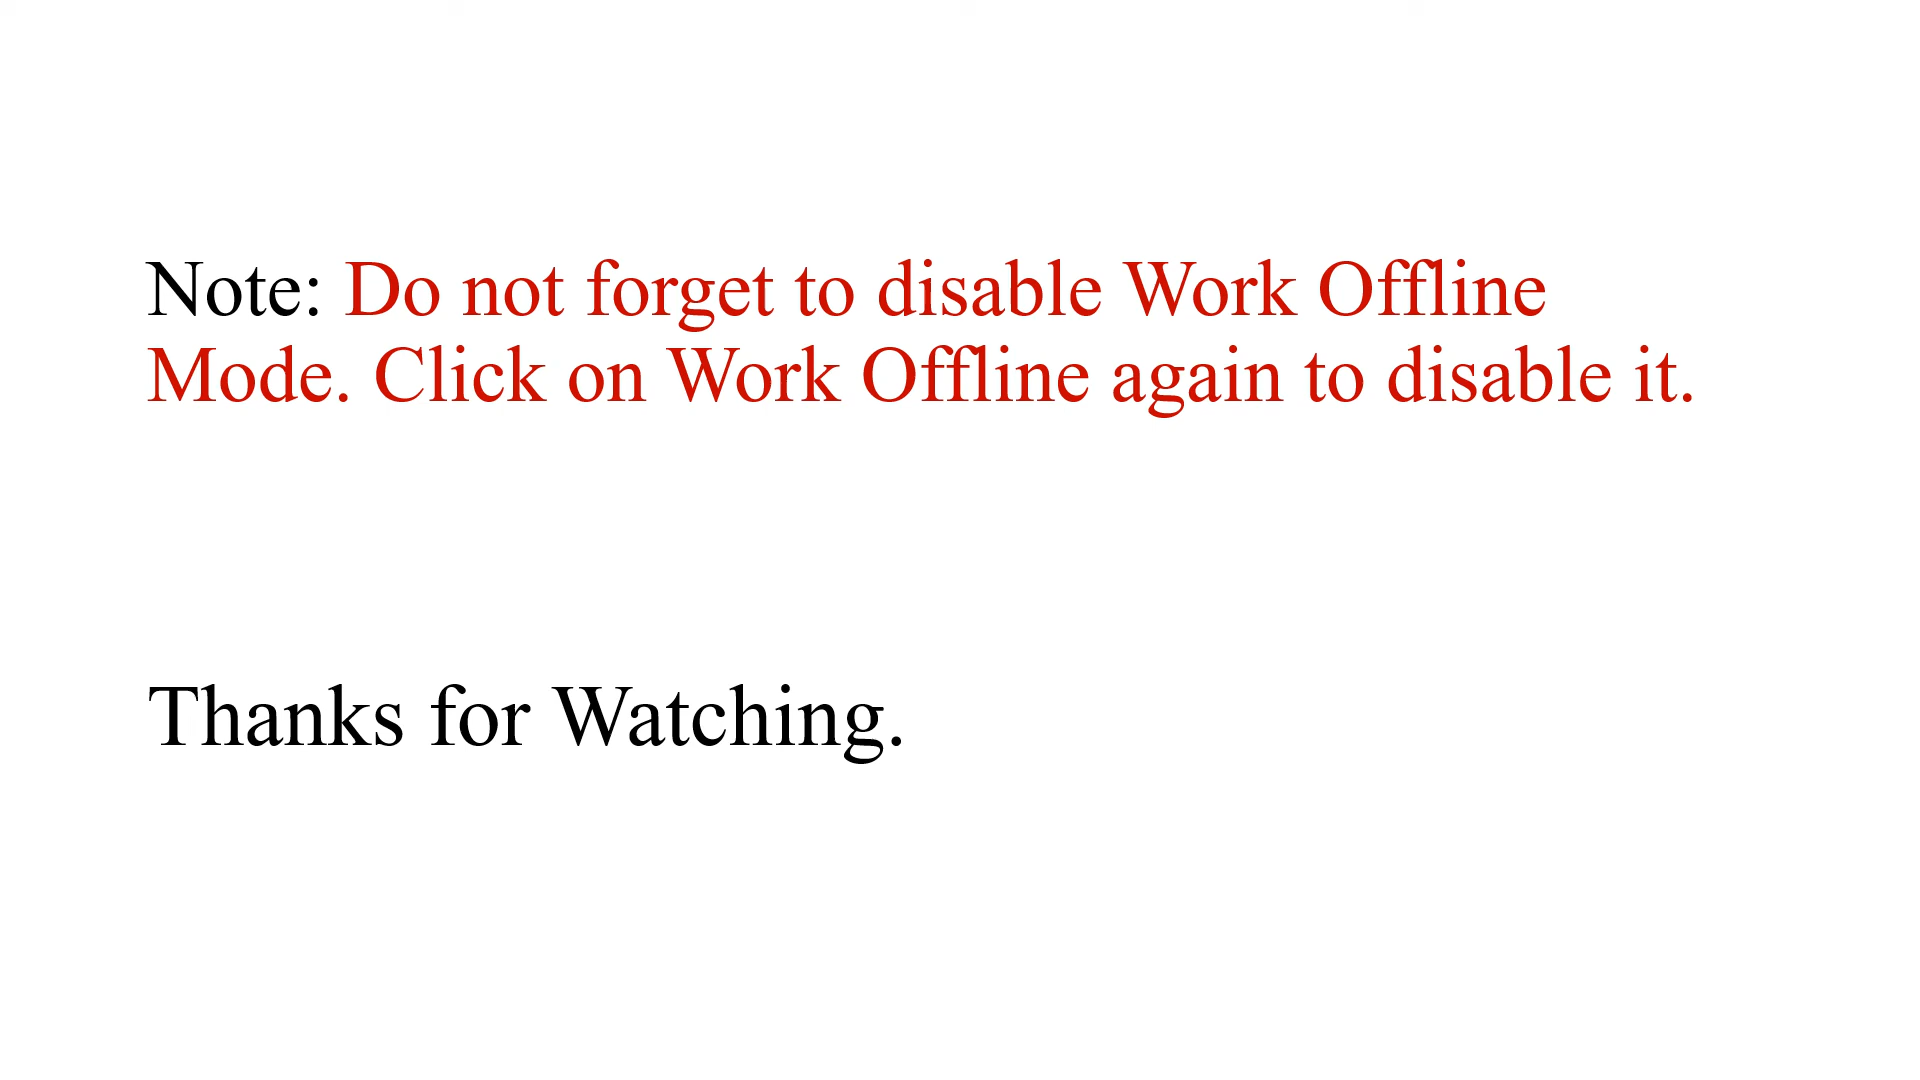 Note: Do not forget to disable Work Offline
Mode. Click on Work Offline again to disable it.
Thanks for Watching.